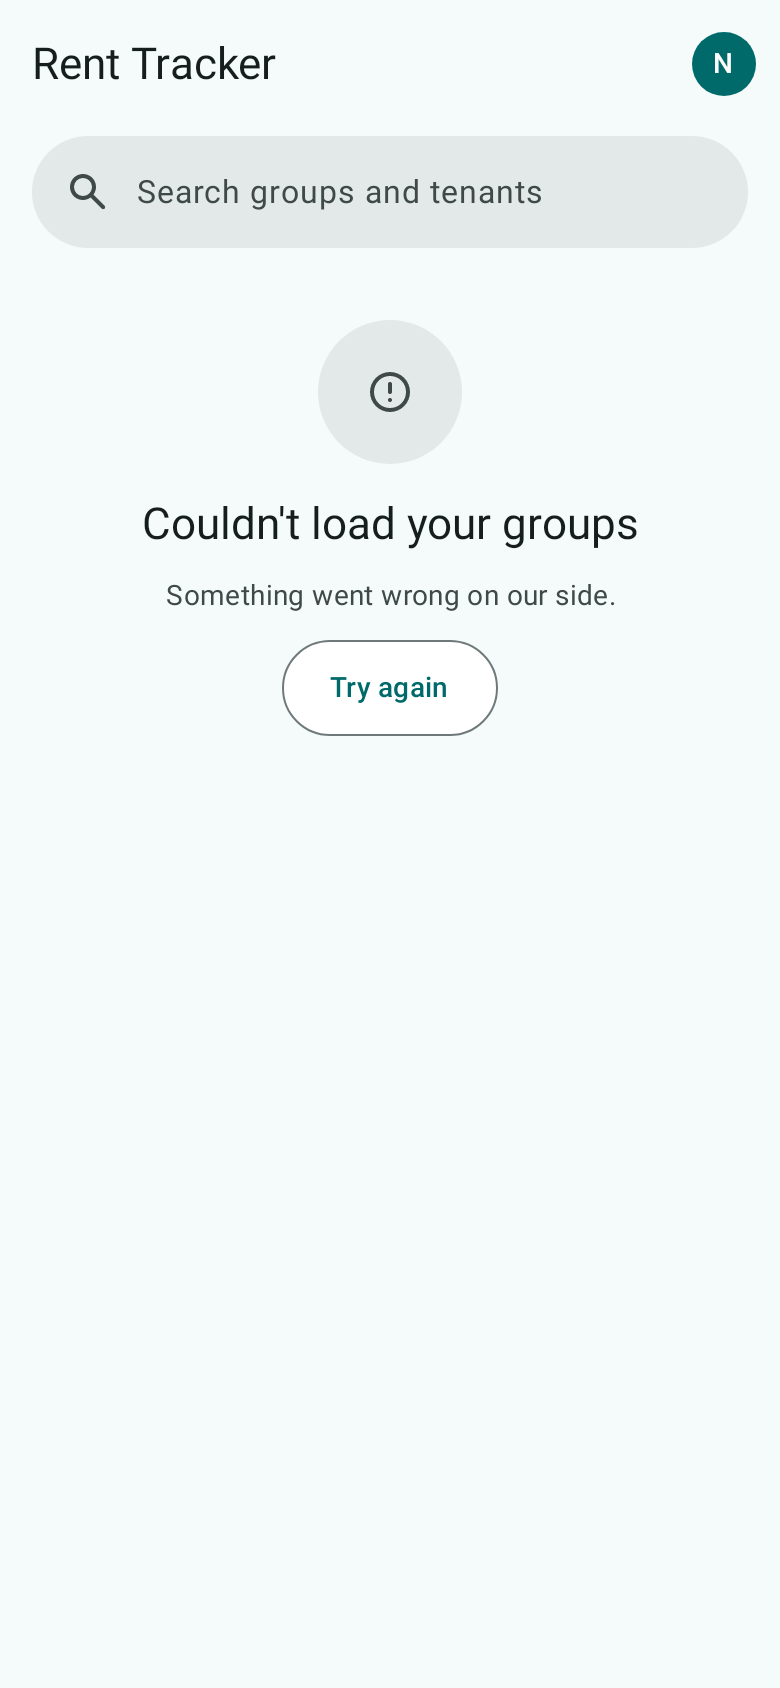 Rent Tracker
N
Search groups and tenants
Couldn't load your groups
Something went wrong on our side.
Try again